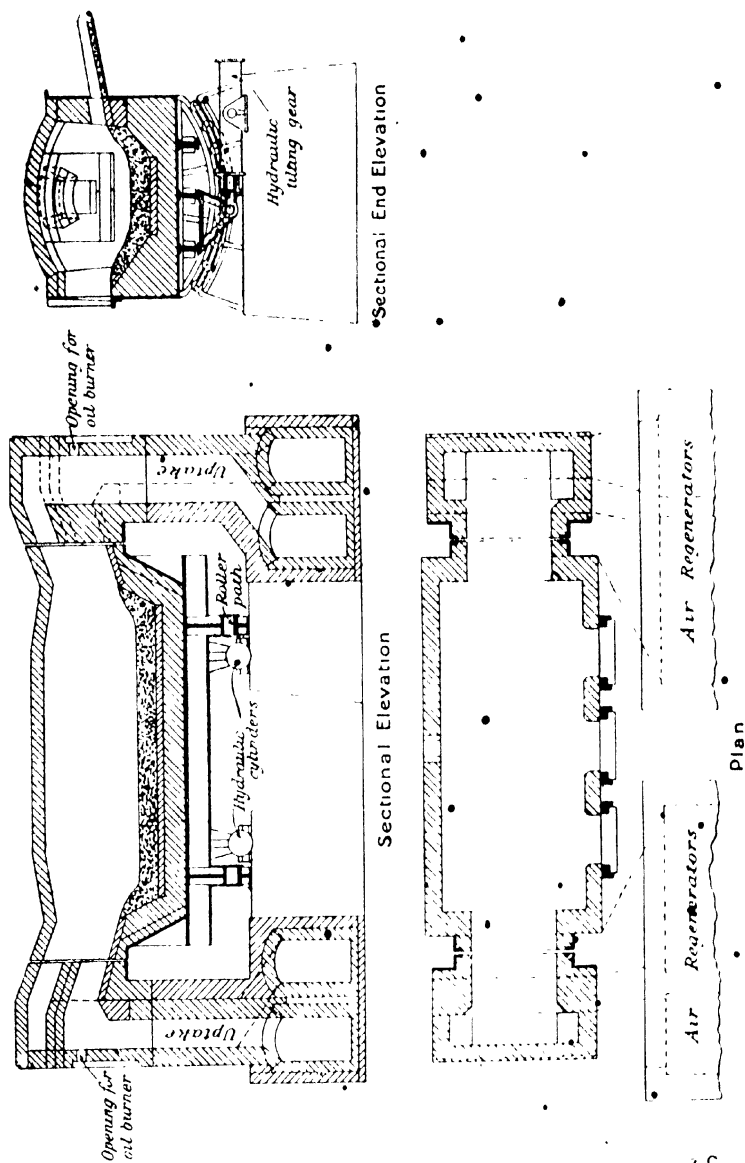 Opening for
oil burner
Uptake
Hydraulic
cylinders
Roller
path
Uptake
Opening for
oil burner
Sectional Elevation
Hydraulic
tilting gear
Sectional End Elevation
Air Regenerators
Air Regenerators
Plan